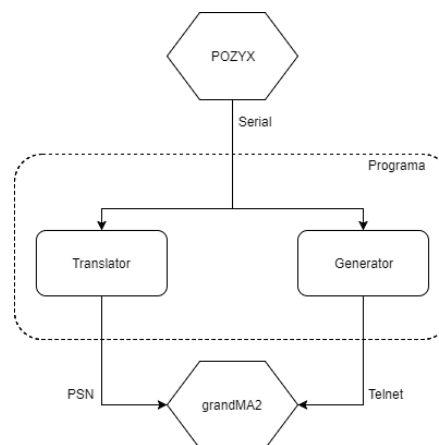 POZYX
Serial
Programa
Translator
Generator
PSN
grandMA2
Telnet